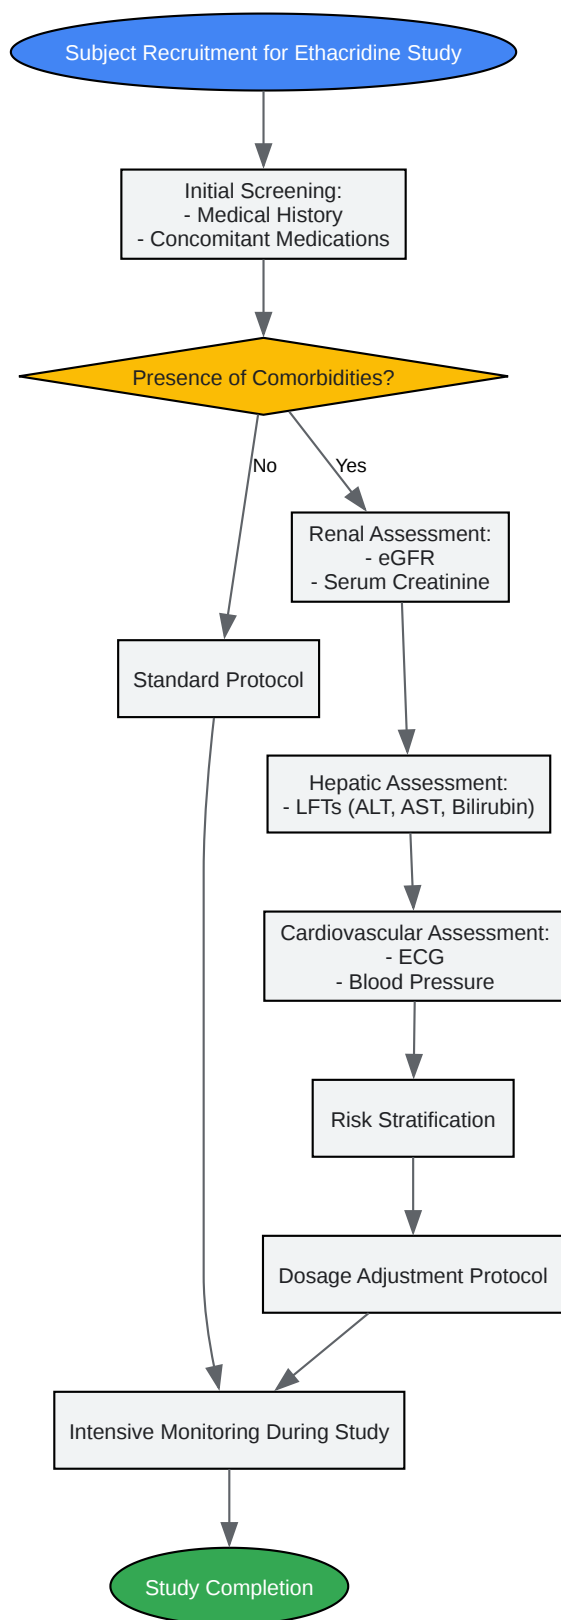 Subject Recruitment for Ethacridine Study
Initial Screening:
- Medical History
- Concomitant Medications
Presence of Comorbidities?
No
Yes
Renal Assessment:
- eGFR
- Serum Creatinine
Standard Protocol
Hepatic Assessment:
- LFTs (ALT, AST, Bilirubin)
Cardiovascular Assessment:
- ECG
- Blood Pressure
Risk Stratification
Dosage Adjustment Protocol
Intensive Monitoring During Study
Study Completion